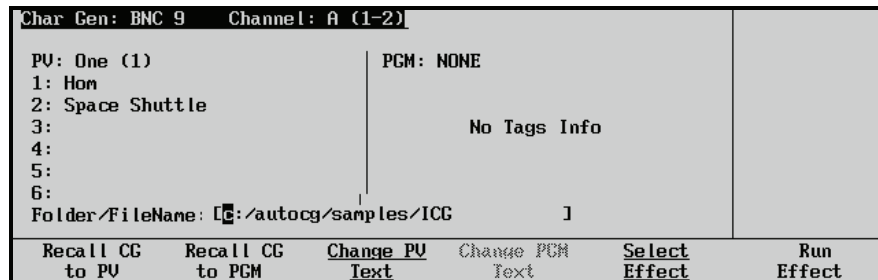 Char Gen: BNC 9 Channel: A (1-2)
PV: One (1) PGM: NONE
1: Hom
2: Space Shuttle
3: No Tags Info
4:
5:
6:
Folder/FileName: [c:/autocg/samples/ICG ]
Recall CG to PV
Recall CG to PGM
Change PV Text
Change PGM Text
Select Effect
Run Effect